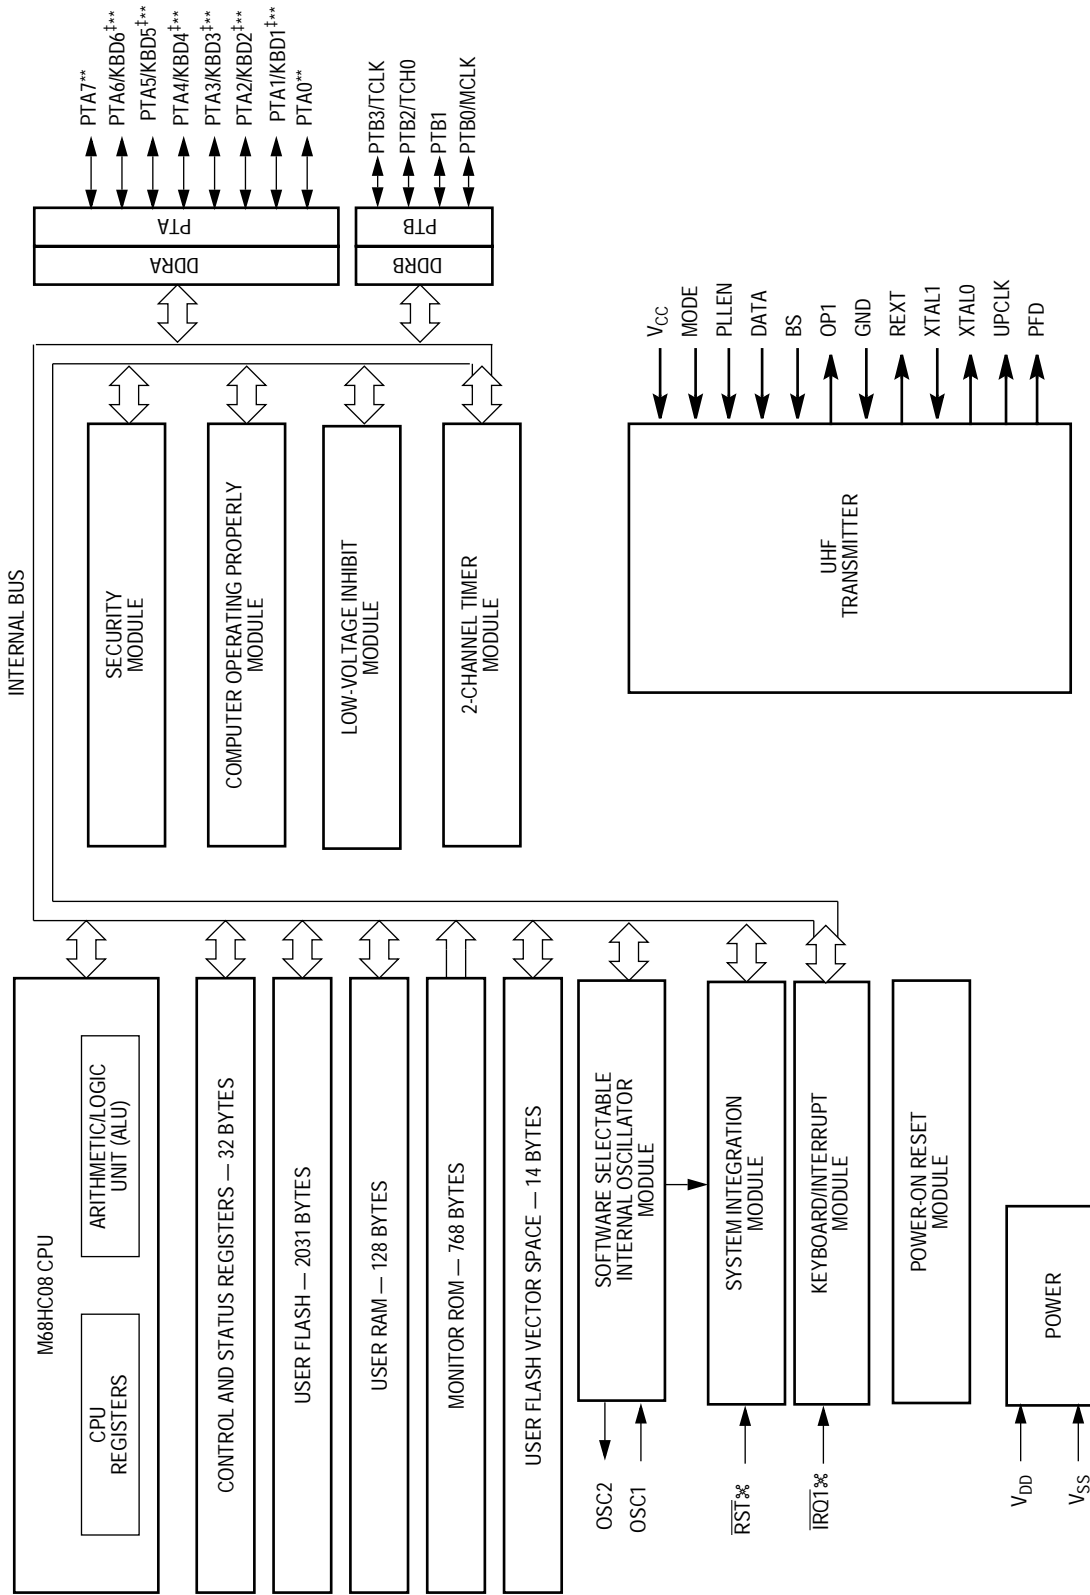 M68HC08 CPU
CPU
REGISTERS
ARITHMETIC/LOGIC
UNIT (ALU)
CONTROL AND STATUS REGISTERS — 32 BYTES
USER FLASH — 2031 BYTES
USER RAM — 128 BYTES
MONITOR ROM — 768 BYTES
USER FLASH VECTOR SPACE — 14 BYTES
OSC2
OSC1
SOFTWARE SELECTABLE
INTERNAL OSCILLATOR
MODULE
RST※
SYSTEM INTEGRATION
MODULE
IRQ1※
KEYBOARD/INTERRUPT
MODULE
POWER-ON RESET
MODULE
VDD
VSS
POWER
INTERNAL BUS
SECURITY
MODULE
COMPUTER OPERATING PROPERLY
MODULE
LOW-VOLTAGE INHIBIT
MODULE
2-CHANNEL TIMER
MODULE
DDRA
PTA
PTA7**
PTA6/KBD6‡**
PTA5/KBD5‡**
PTA4/KBD4‡**
PTA3/KBD3‡**
PTA2/KBD2‡**
PTA1/KBD1‡**
PTA0**
DDRB
PTB
PTB3/TCLK
PTB2/TCH0
PTB1
PTB0/MCLK
UHF
TRANSMITTER
VCC
MODE
PLLEN
DATA
BS
OP1
GND
REXT
XTAL1
XTAL0
UPCLK
PFD